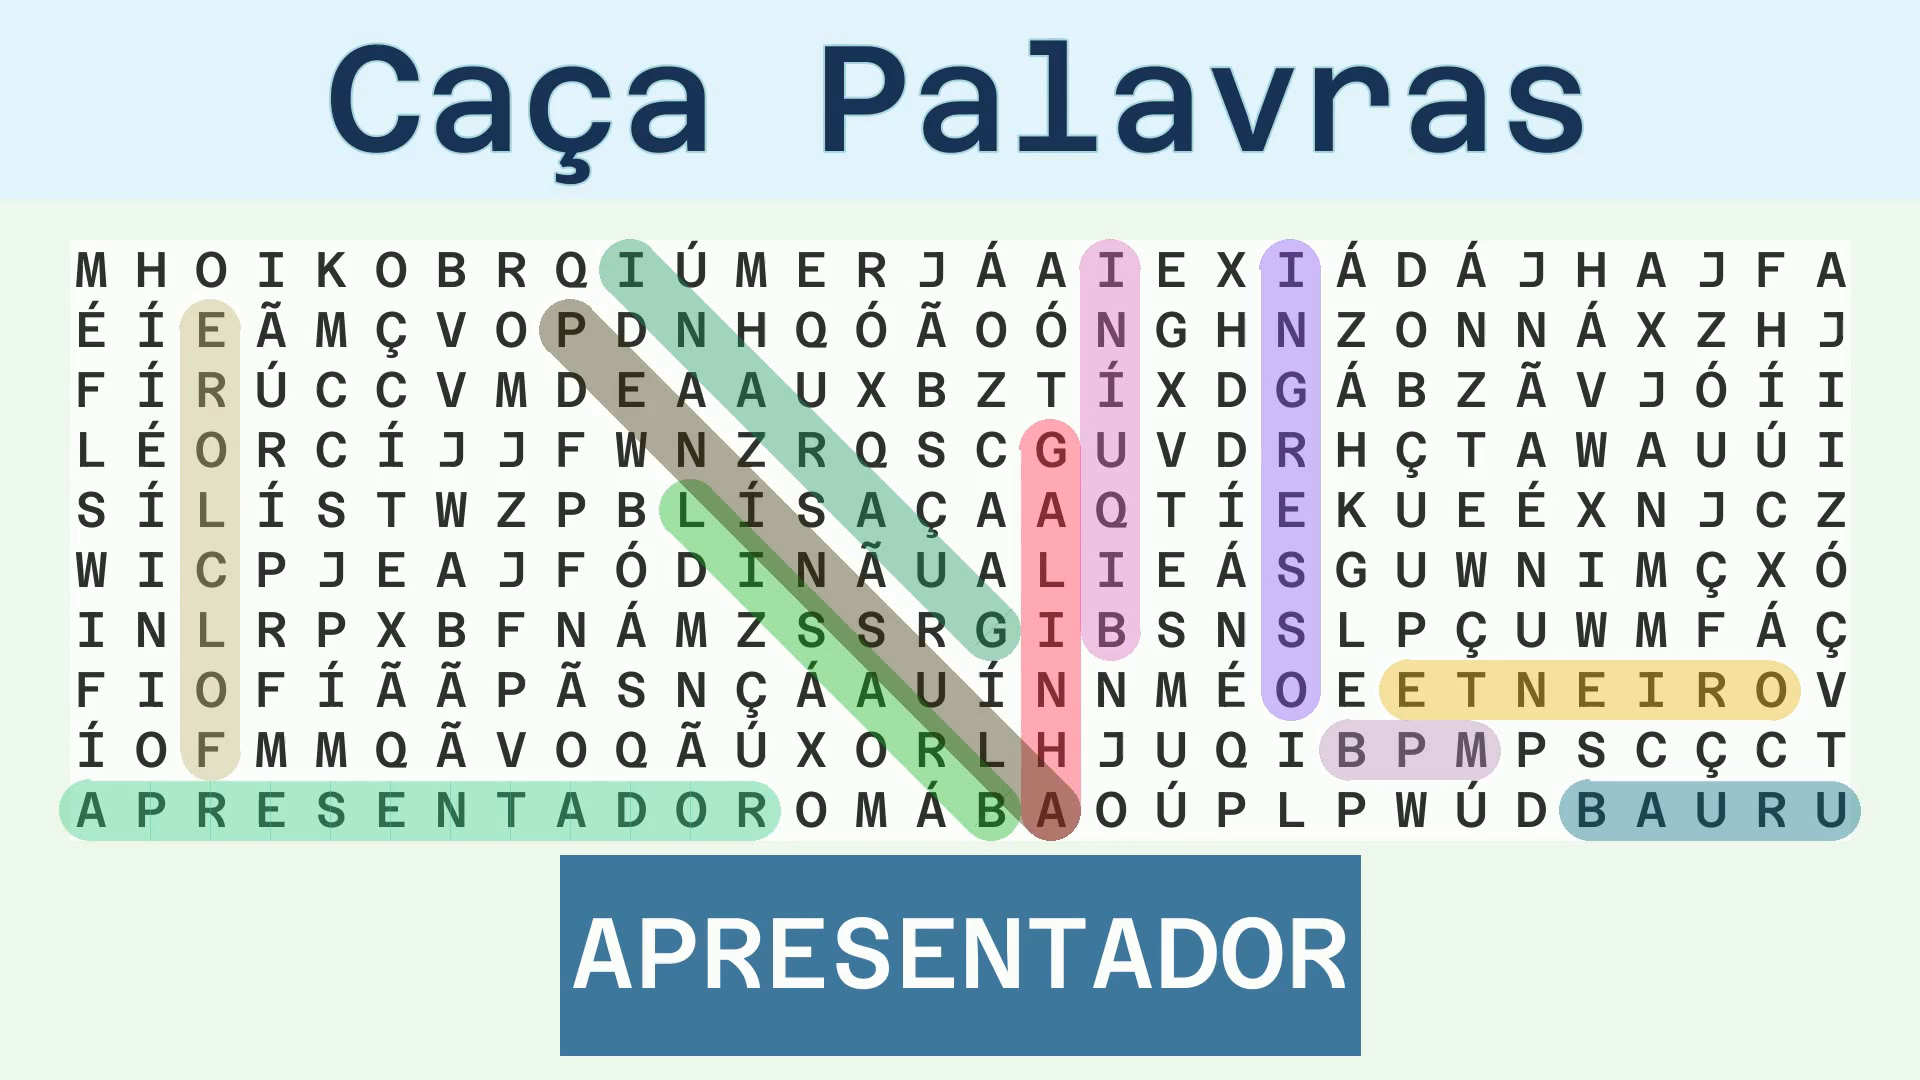 Caça Palavras
M H O I K O B R Q I Ú M E R J Á A I E X I Á D Á J H A J F A
É Í E Ã M Ç V O P D N H Q Ó Ã O Ó N G H N Z O N N Á X Z H J
F Í R Ú C C V M D E A A U X B Z T Í X D G Á B Z Ã V J Ó Í I
L É O R C Í J J F W N Z R Q S C G U V D R H Ç T A W A U Ú I
S Í L Í S T W Z P B L Í S A Ç A A Q T Í E K U E É X N J C Z
W I C P J E A J F Ó D I N Ã U A L I E Á S G U W N I M Ç X Ó
I N L R P X B F N Á M Z S S R G I B S N S L P Ç U W M F Á Ç
F I O F Í Ã Ã P Ã S N Ç Á A U Í N N M É O E E T N E I R O V
Í O F M M Q Ã V O Q Ã Ú X O R L H J U Q I B P M P S C Ç C T
A P R E S E N T A D O R O M Á B A O Ú P L P W Ú D B A U R U
APRESENTADOR